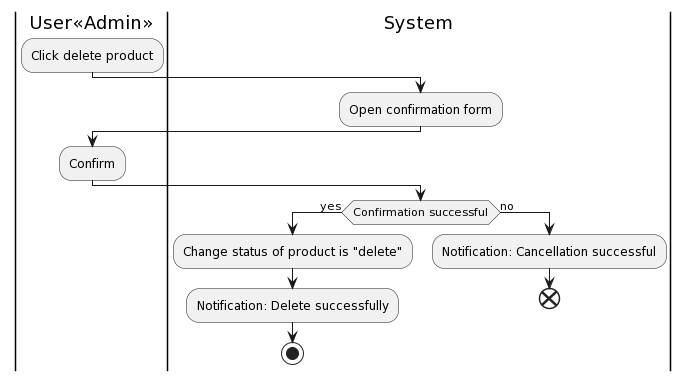 User«Admin»
System
Click delete product
Open confirmation form
Confirm
yes
Confirmation successful
no
Change status of product is "delete"
Notification: Cancellation successful
Notification: Delete successfully